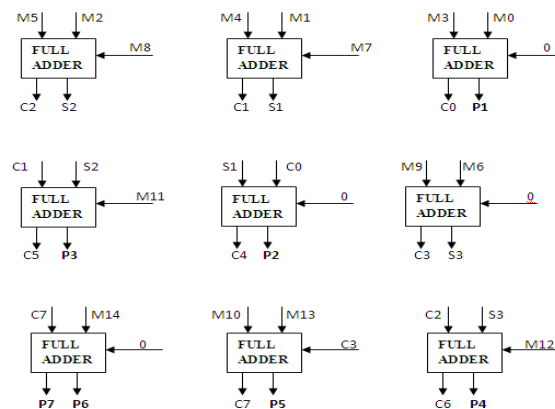 M5 M2 M4 M1 M3 M0
FULL ADDER M8 FULL ADDER M7 FULL ADDER 0
C2 S2 C1 S1 C0 P1
C1 S2 S1 C0 M9 M6
FULL ADDER M11 FULL ADDER 0 FULL ADDER 0
C5 P3 C4 P2 C3 S3
C7 M14 M10 M13 C2 S3
FULL ADDER 0 FULL ADDER C3 FULL ADDER M12
P7 P6 C7 P5 C6 P4